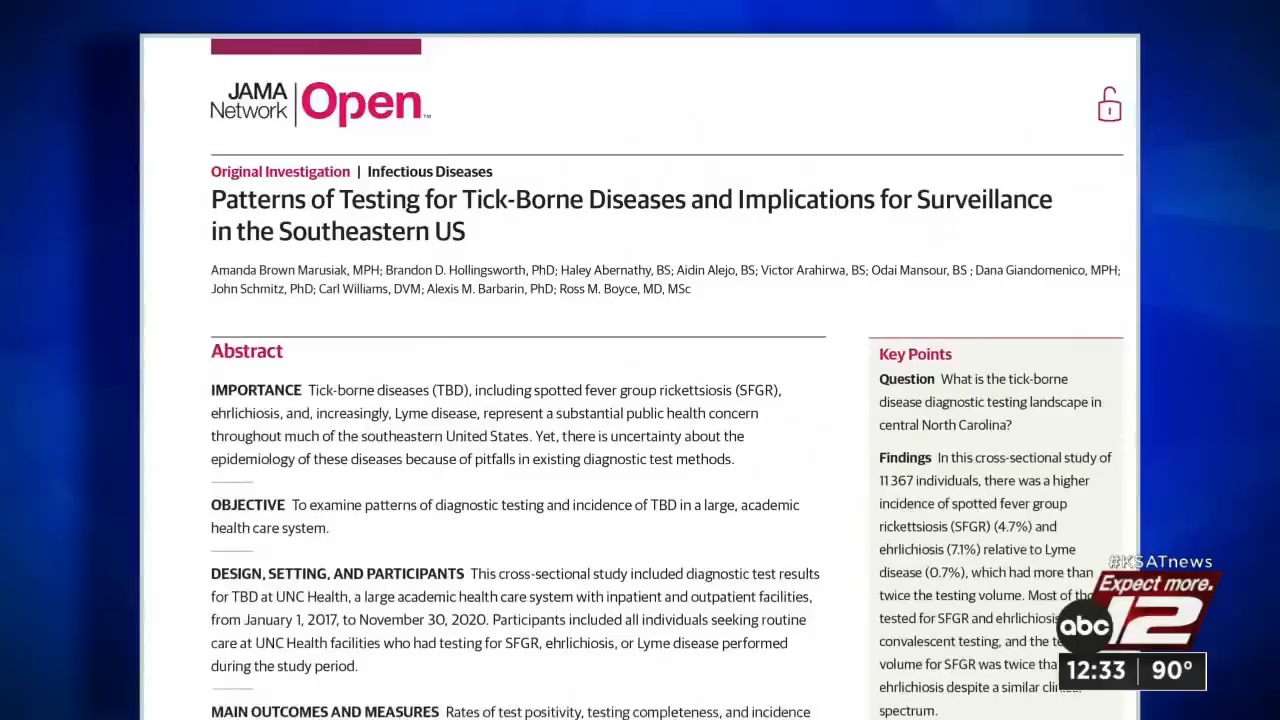 JAMA
Network
Open™
Original Investigation | Infectious Diseases
Patterns of Testing for Tick-Borne Diseases and Implications for Surveillance
in the Southeastern US
Amanda Brown Marusiak, MPH; Brandon D. Hollingsworth, PhD; Haley Abernathy, BS; Aidin Alejo, BS; Victor Arahirwa, BS; Odai Mansour, BS ; Dana Giandomenico, MPH;
John Schmitz, PhD; Carl Williams, DVM; Alexis M. Barbarin, PhD; Ross M. Boyce, MD, MSc
Abstract
IMPORTANCE Tick-borne diseases (TBD), including spotted fever group rickettsiosis (SFGR),
ehrlichiosis, and, increasingly, Lyme disease, represent a substantial public health concern
throughout much of the southeastern United States. Yet, there is uncertainty about the
epidemiology of these diseases because of pitfalls in existing diagnostic test methods.
OBJECTIVE To examine patterns of diagnostic testing and incidence of TBD in a large, academic
health care system.
DESIGN, SETTING, AND PARTICIPANTS This cross-sectional study included diagnostic test results
for TBD at UNC Health, a large academic health care system with inpatient and outpatient facilities,
from January 1, 2017, to November 30, 2020. Participants included all individuals seeking routine
care at UNC Health facilities who had testing for SFGR, ehrlichiosis, or Lyme disease performed
during the study period.
MAIN OUTCOMES AND MEASURES Rates of test positivity, testing completeness, and incidence
Key Points
Question What is the tick-borne
disease diagnostic testing landscape in
central North Carolina?
Findings In this cross-sectional study of
11 367 individuals, there was a higher
incidence of spotted fever group
rickettsiosis (SFGR) (4.7%) and
ehrlichiosis (7.1%) relative to Lyme
disease (0.7%), which had more than
twice the testing volume. Most of
tested for SFGR and ehrlichiosis
convalescent testing, and the
volume for SFGR was twice
ehrlichiosis despite a similar
spectrum.
#KSATnews
Expect more.
abc 12
12:33 90°